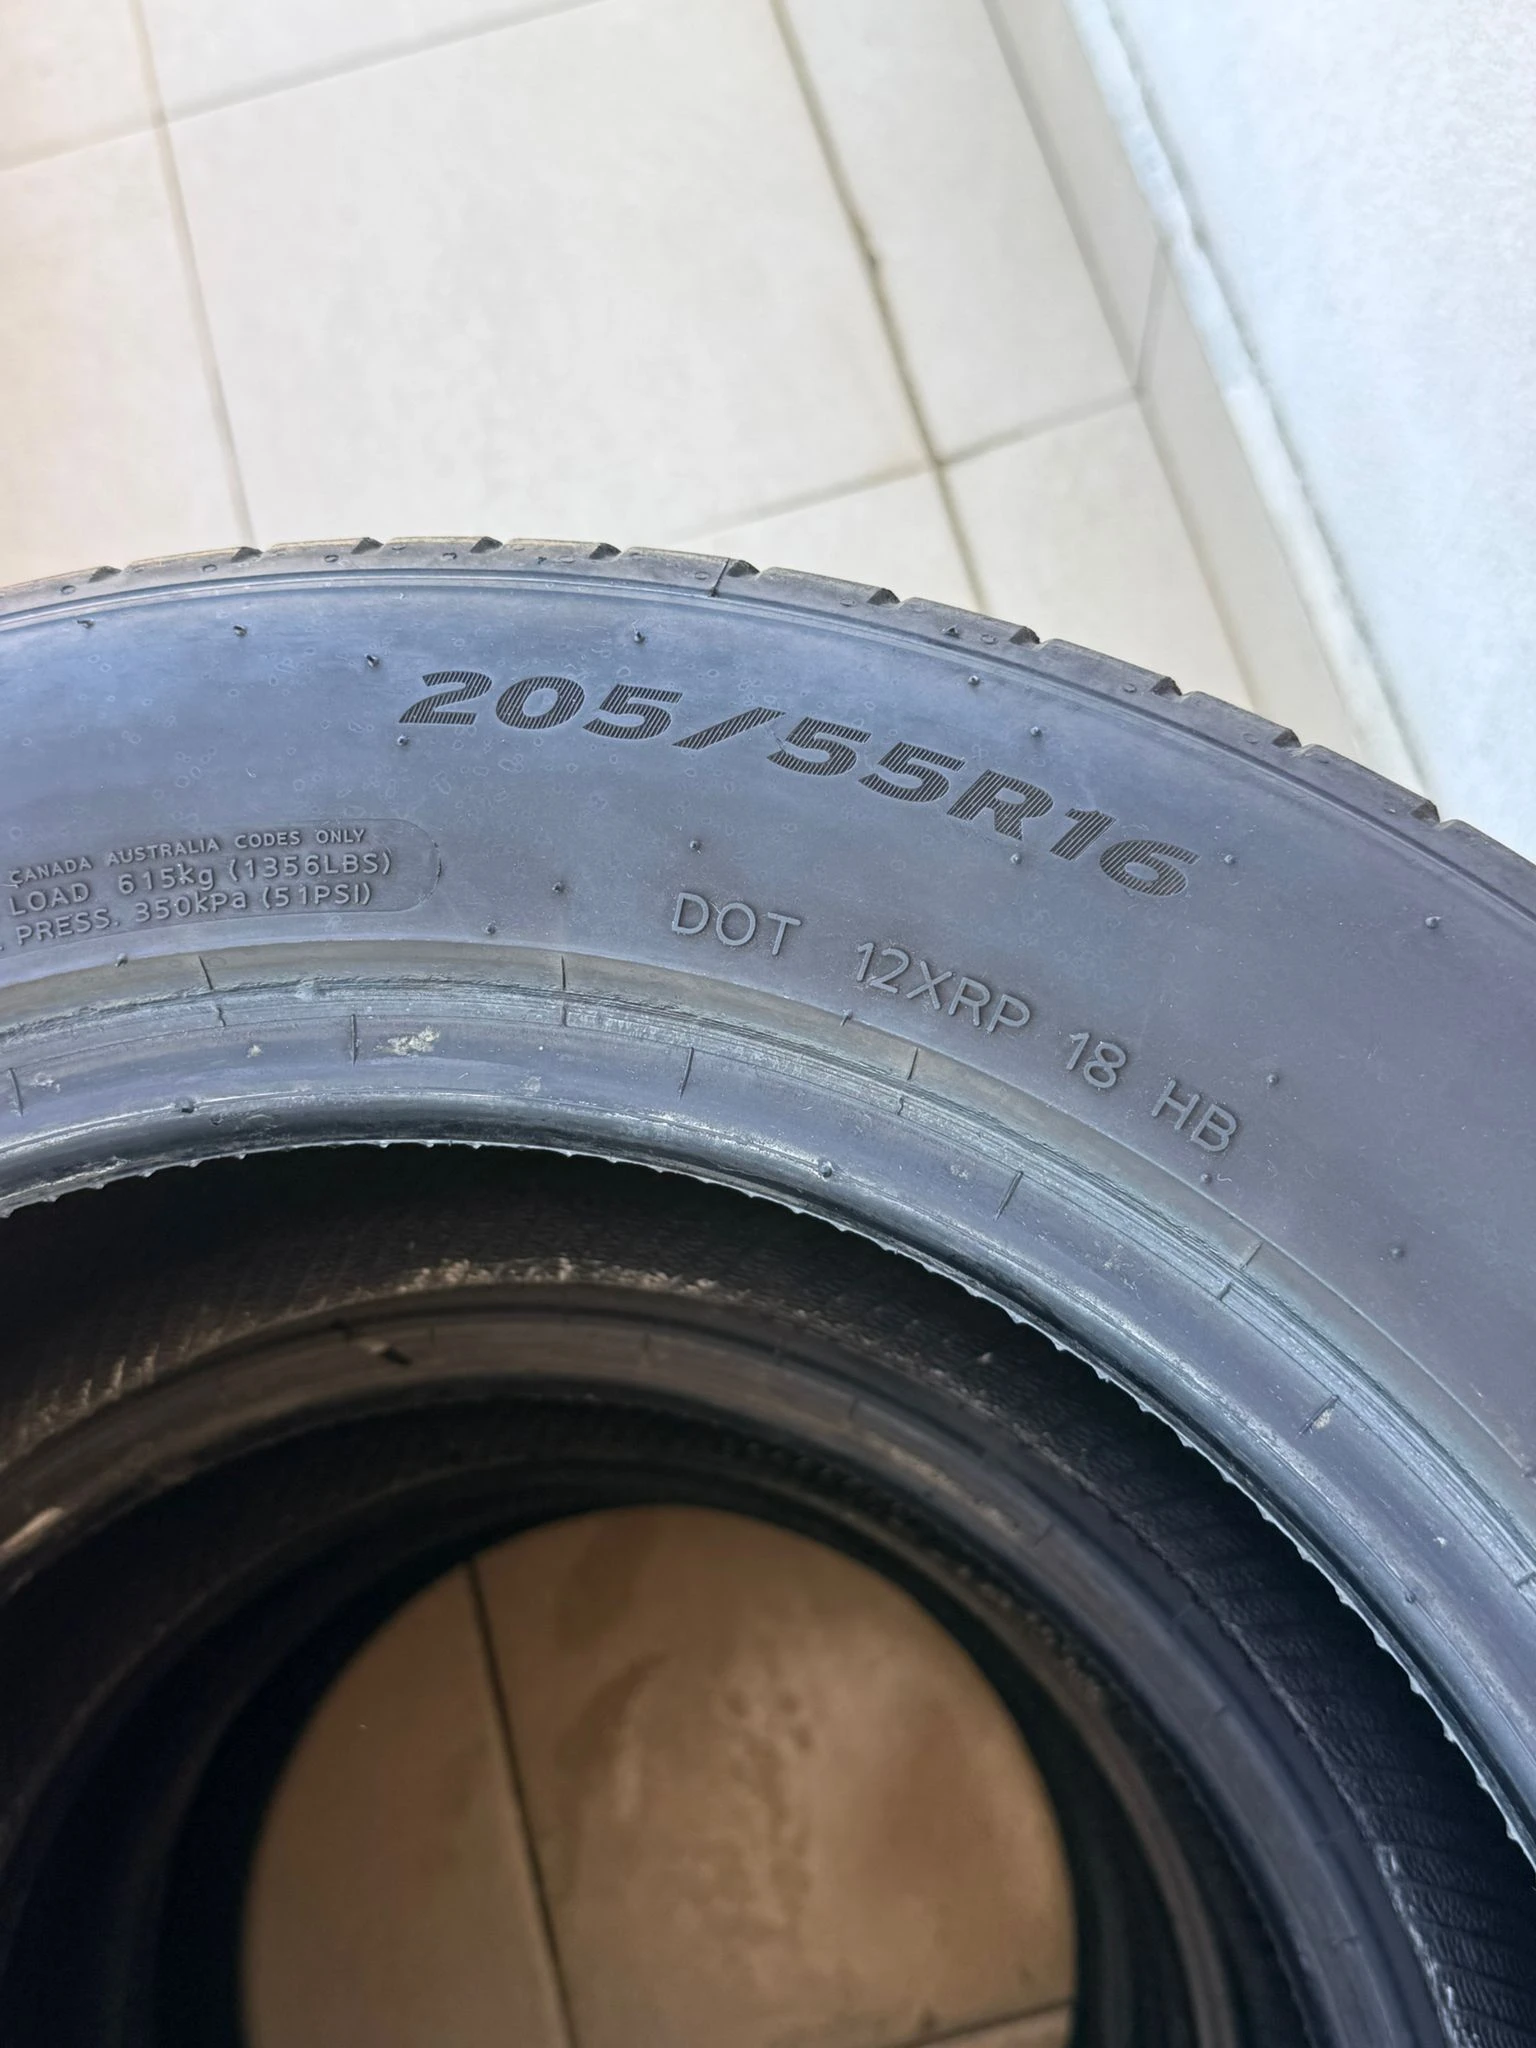 205/55R16
CANADA AUSTRALIA CODES ONLY
LOAD 615kg (1356LBS)
PRESS. 350kPa (51PSI)
DOT 12XRP 18 HB